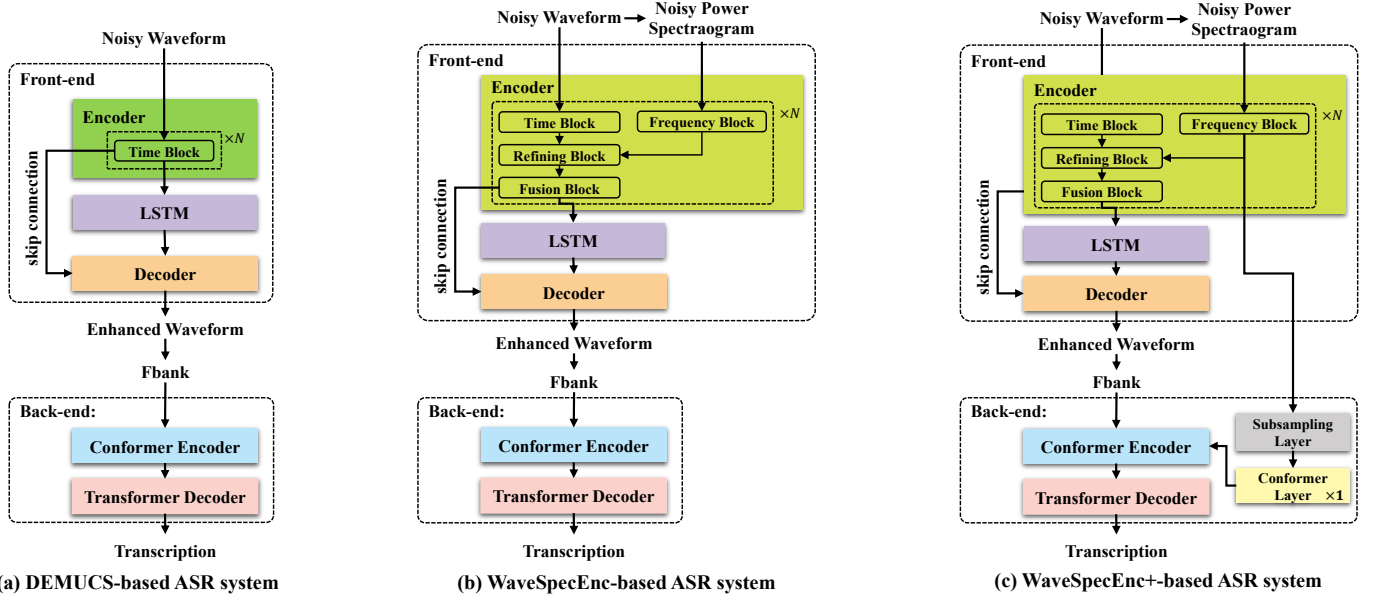 Noisy Waveform
Front-end
Encoder
×N
Time Block
skip connection
LSTM
Decoder
Enhanced Waveform
Fbank
Back-end:
Conformer Encoder
Transformer Decoder
Transcription
(a) DEMUCS-based ASR system
Noisy Waveform
Noisy Power
Spectraogram
Front-end
Encoder
×N
Time Block
Frequency Block
Refining Block
Fusion Block
skip connection
LSTM
Decoder
Enhanced Waveform
Fbank
Back-end:
Conformer Encoder
Transformer Decoder
Transcription
(b) WaveSpecEnc-based ASR system
Noisy Waveform
Noisy Power
Spectraogram
Front-end
Encoder
×N
Time Block
Frequency Block
Refining Block
Fusion Block
skip connection
LSTM
Decoder
Enhanced Waveform
Fbank
Back-end:
Conformer Encoder
Subsampling
Layer
Transformer Decoder
Conformer
Layer ×1
Transcription
(c) WaveSpecEnc+-based ASR system